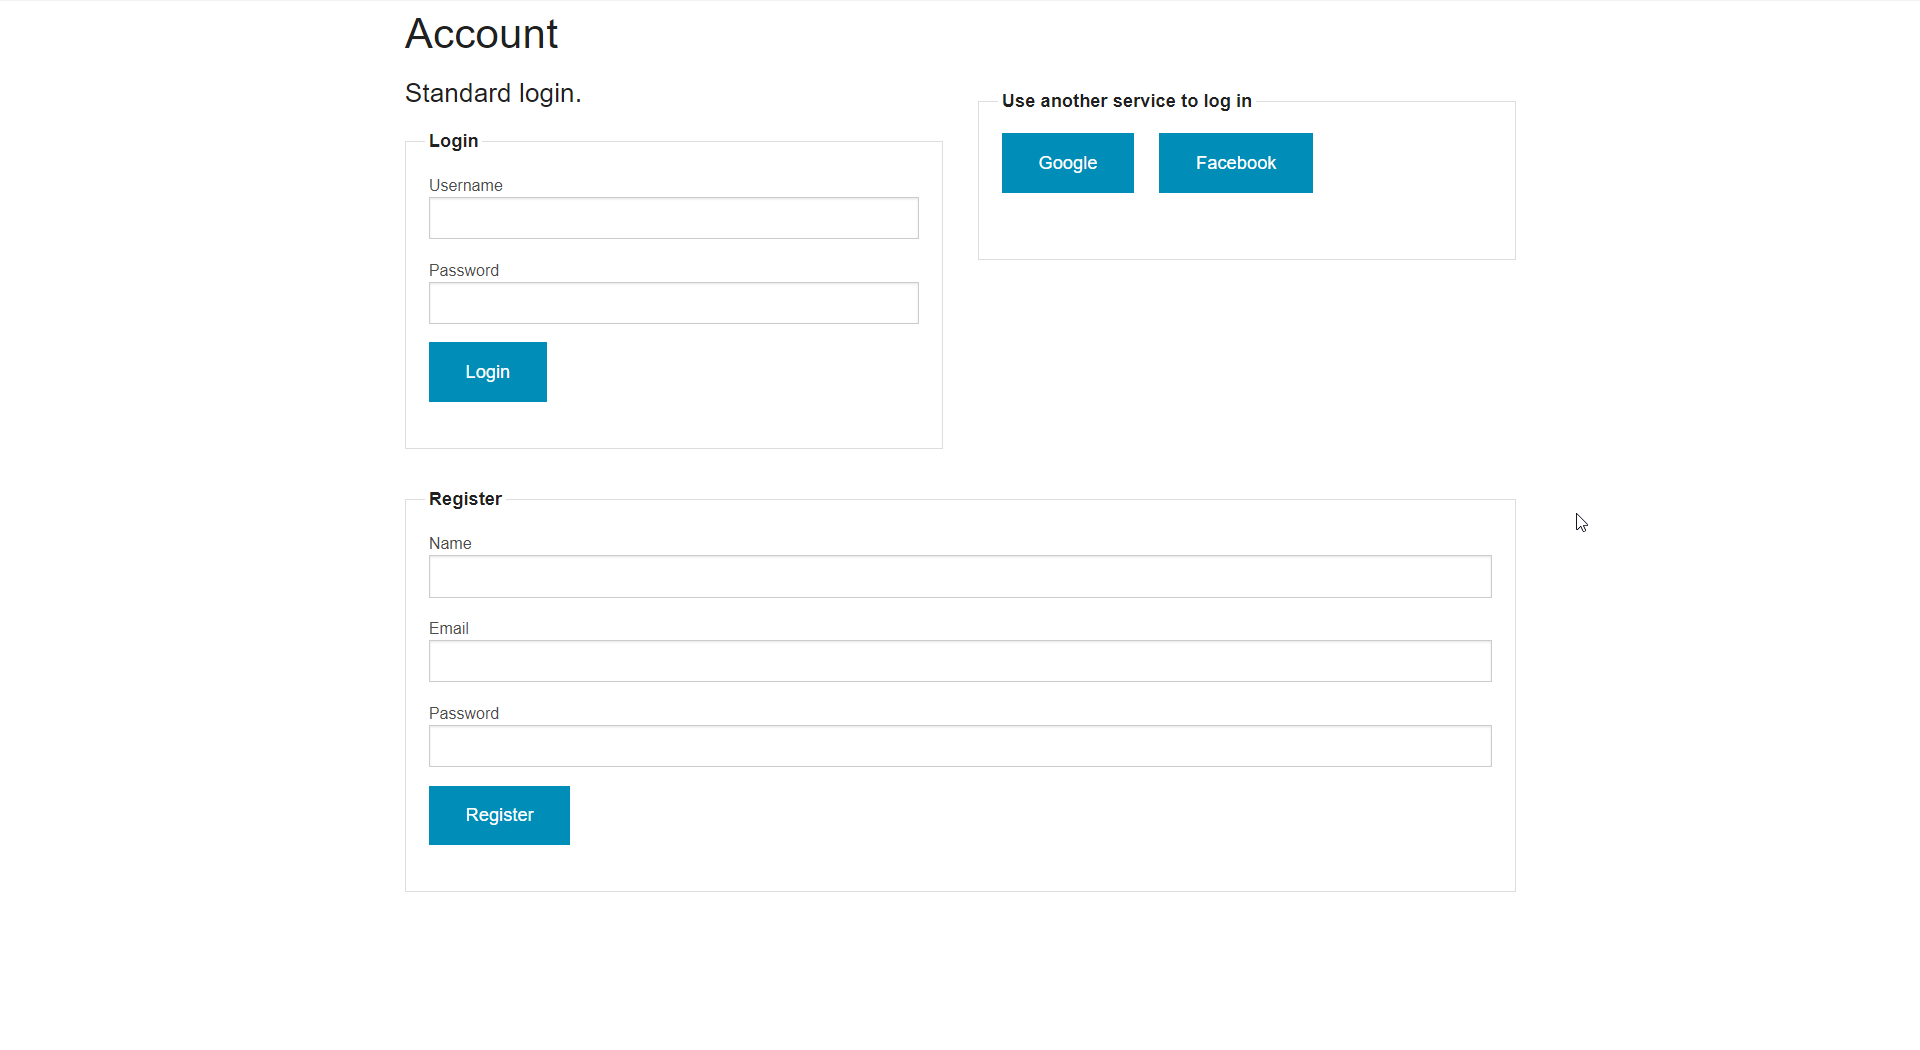 Account
Standard login.
Login
Username
Password
Login
Use another service to log in
Google Facebook
Register
Name
Email
Password
Register